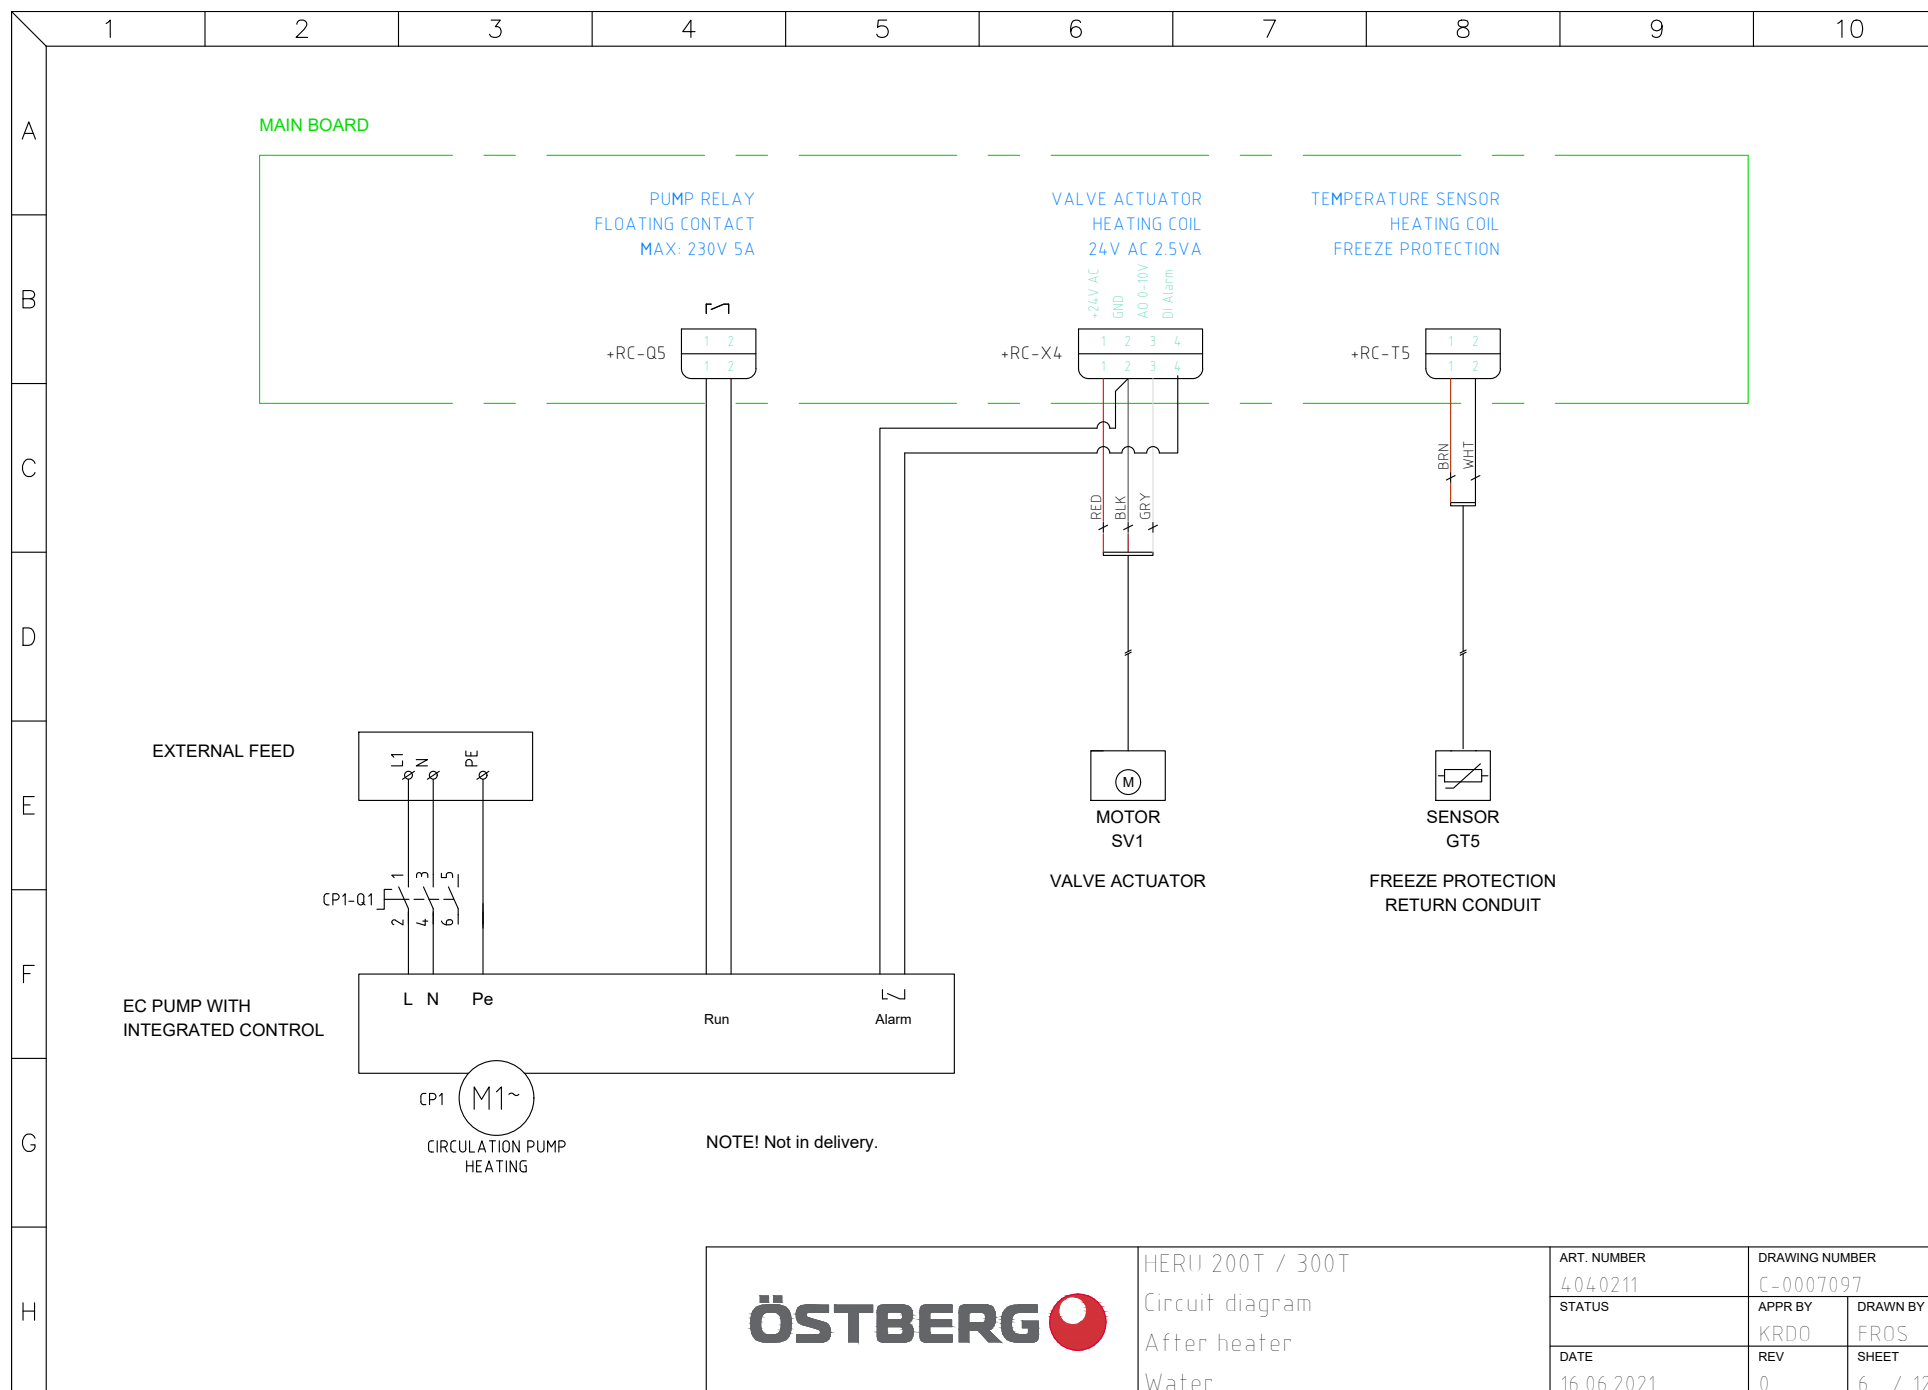 1 2 3 4 5 6 7 8 9 10
A
MAIN BOARD
PUMP RELAY
FLOATING CONTACT
MAX: 230V 5A
VALVE ACTUATOR
HEATING COIL
24V AC 2.5VA
TEMPERATURE SENSOR
HEATING COIL
FREEZE PROTECTION
B
+24V AC
GND
AO 0-10V
DI Alarm
+RC-Q5
1 2
1 2
+RC-X4
1 2 3 4
1 2 3 4
+RC-T5
1 2
1 2
C
BRN
WHT
RED
BLK
GRY
D
EXTERNAL FEED
L1
N
PE
E
M
MOTOR
SV1
VALVE ACTUATOR
SENSOR
GT5
FREEZE PROTECTION
RETURN CONDUIT
CP1-Q1
1 3 5
2 4 6
F
EC PUMP WITH
INTEGRATED CONTROL
L N Pe
Run
Alarm
CP1
M1~
CIRCULATION PUMP
HEATING
G
NOTE! Not in delivery.
H
ÖSTBERG
HERU 200T / 300T
Circuit diagram
After heater
Water
ART. NUMBER
4040211
DRAWING NUMBER
C-0007097
STATUS
APPR BY
KRDO
DRAWN BY
FROS
DATE
16.06.2021
REV
0
SHEET
6 / 12